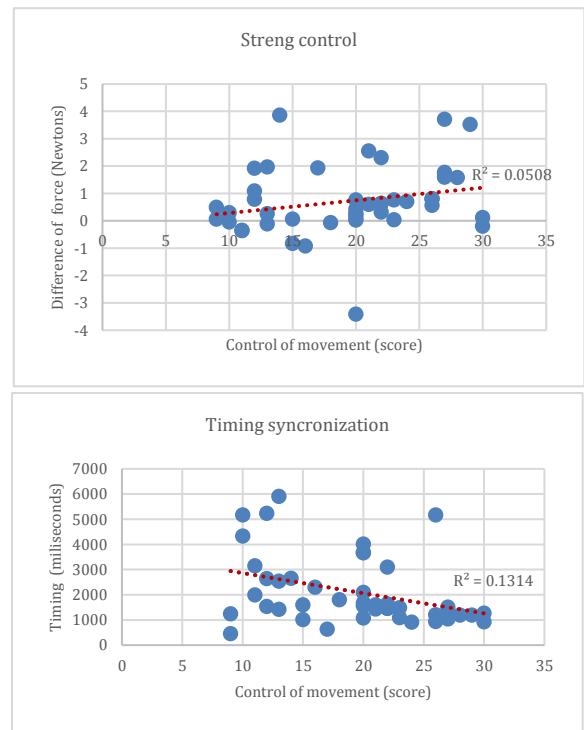 Streng control
5
4
3
2
1
0
-1
-2
-3
-4
0 5 10 15 20 25 30 35
Difference of force (Newtons)
R² = 0.0508
Control of movement (score)
Timing syncronization
7000
6000
5000
4000
3000
2000
1000
0
0 5 10 15 20 25 30 35
Timing (miliseconds)
R² = 0.1314
Control of movement (score)